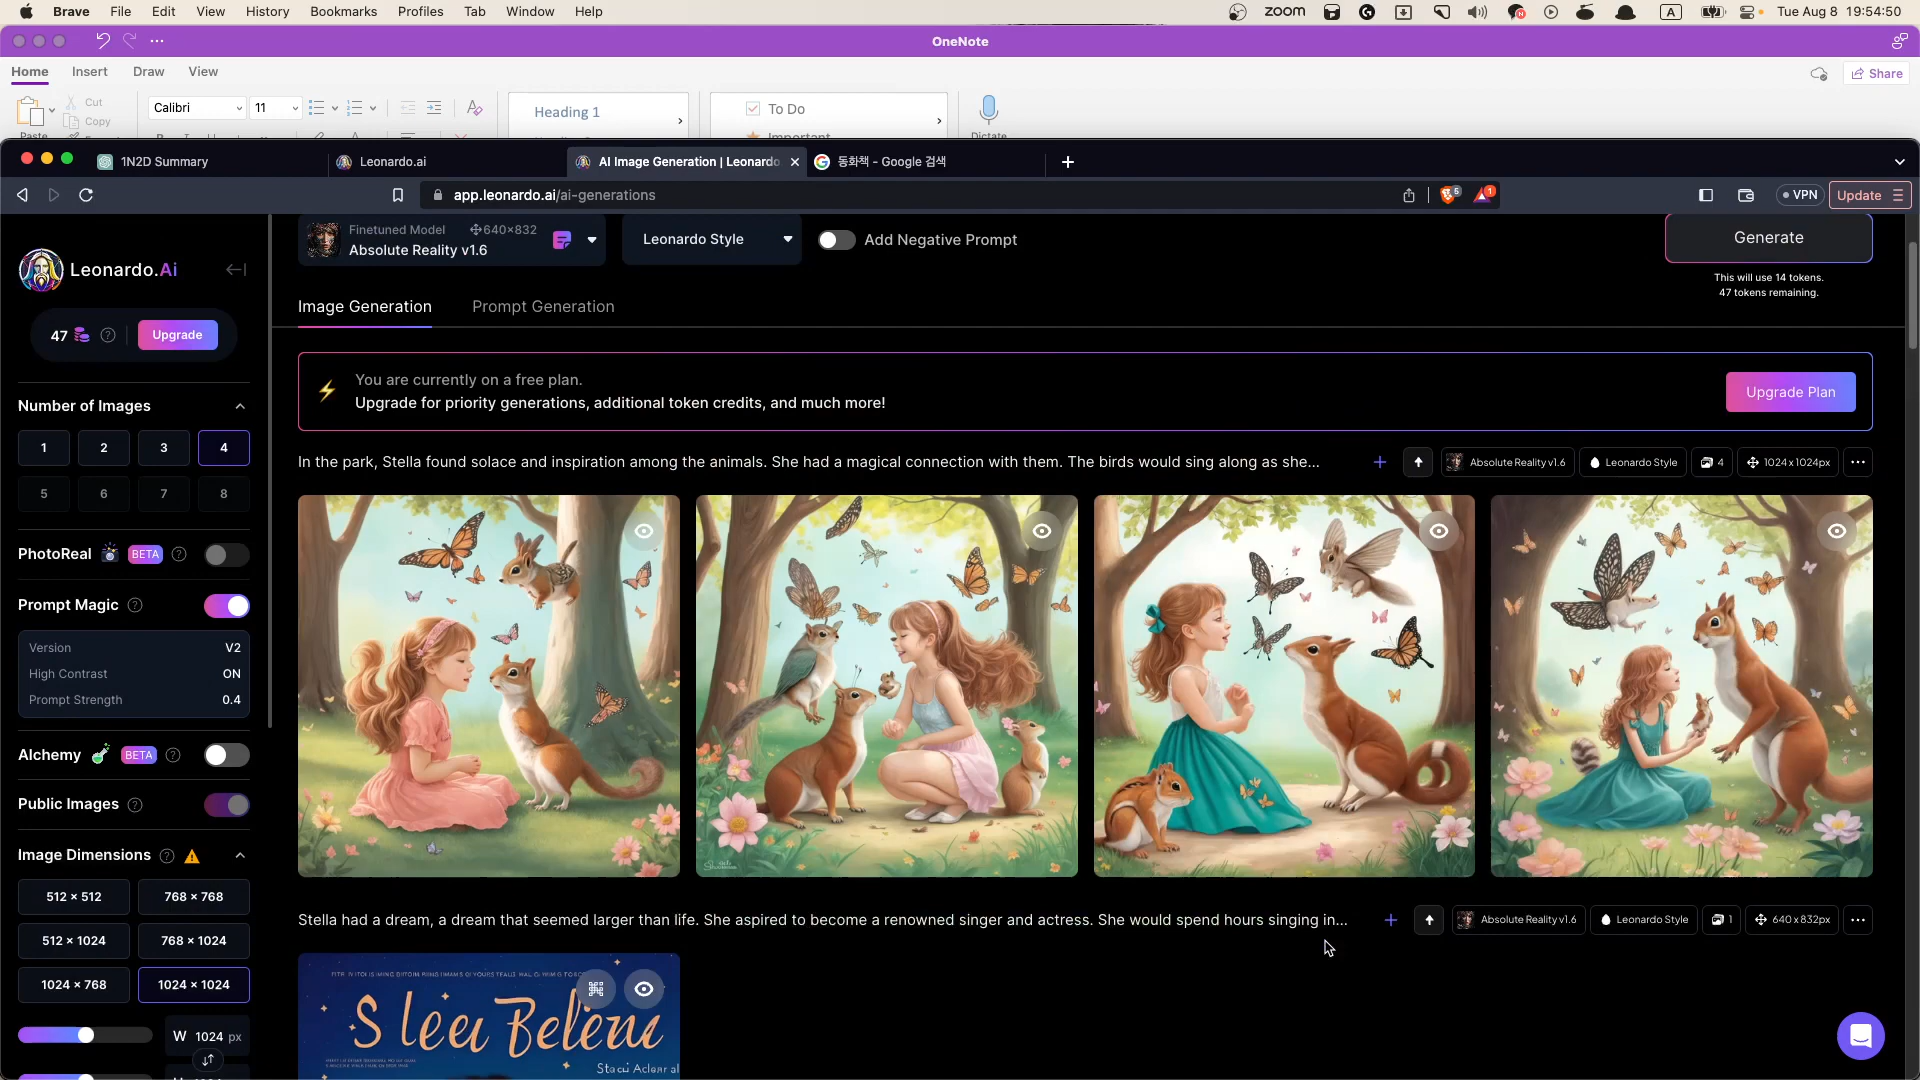 Brave File Edit View History Bookmarks Profiles Tab Window Help
zoom A Tue Aug 8 19:54:50
OneNote
Home Insert Draw View
Share
Cut
Copy
Paste
Calibri 11
Heading 1
To Do
Important
Dictate
1N2D Summary
Leonardo.ai
AI Image Generation | Leonardo
동화책 - Google 검색
app.leonardo.ai/ai-generations
6
1
VPN
Update
Leonardo.Ai
47
Upgrade
Number of Images
1 2 3 4
5 6 7 8
PhotoReal BETA
Prompt Magic
Version V2
High Contrast ON
Prompt Strength 0.4
Alchemy BETA
Public Images
Image Dimensions
512 × 512 768 × 768
512 × 1024 768 × 1024
1024 × 768 1024 × 1024
W 1024 px
Finetuned Model 640×832
Absolute Reality v1.6
Leonardo Style
Add Negative Prompt
Generate
This will use 14 tokens.
47 tokens remaining.
Image Generation Prompt Generation
You are currently on a free plan.
Upgrade for priority generations, additional token credits, and much more!
Upgrade Plan
In the park, Stella found solace and inspiration among the animals. She had a magical connection with them. The birds would sing along as she...
Absolute Reality v1.6 Leonardo Style 4 1024 x 1024px
Stella had a dream, a dream that seemed larger than life. She aspired to become a renowned singer and actress. She would spend hours singing in...
Absolute Reality v1.6 Leonardo Style 1 640 x 832px
S leeı Belena